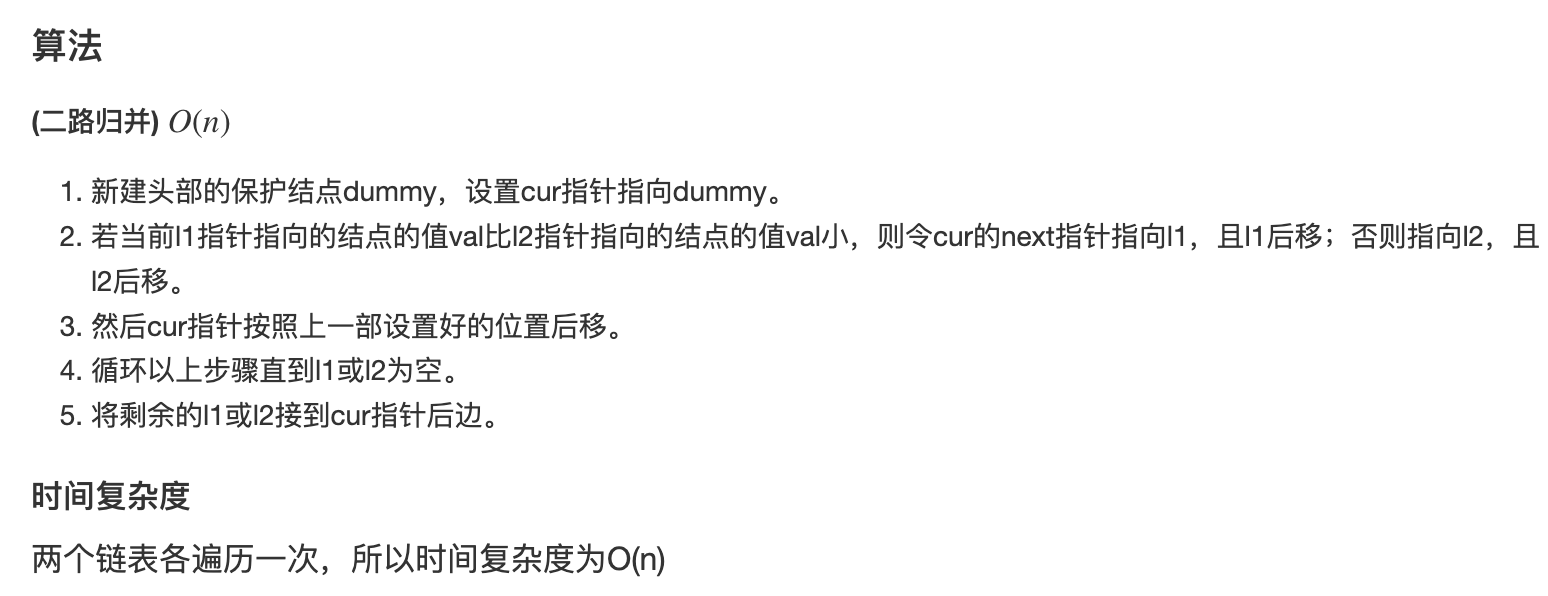 算法
(二路归并) O(n)
1. 新建头部的保护结点dummy，设置cur指针指向dummy。
2. 若当前l1指针指向的结点的值val比l2指针指向的结点的值val小，则令cur的next指针指向l1，且l1后移；否则指向l2，且
l2后移。
3. 然后cur指针按照上一部设置好的位置后移。
4. 循环以上步骤直到l1或l2为空。
5. 将剩余的l1或l2接到cur指针后边。
时间复杂度
两个链表各遍历一次，所以时间复杂度为O(n)